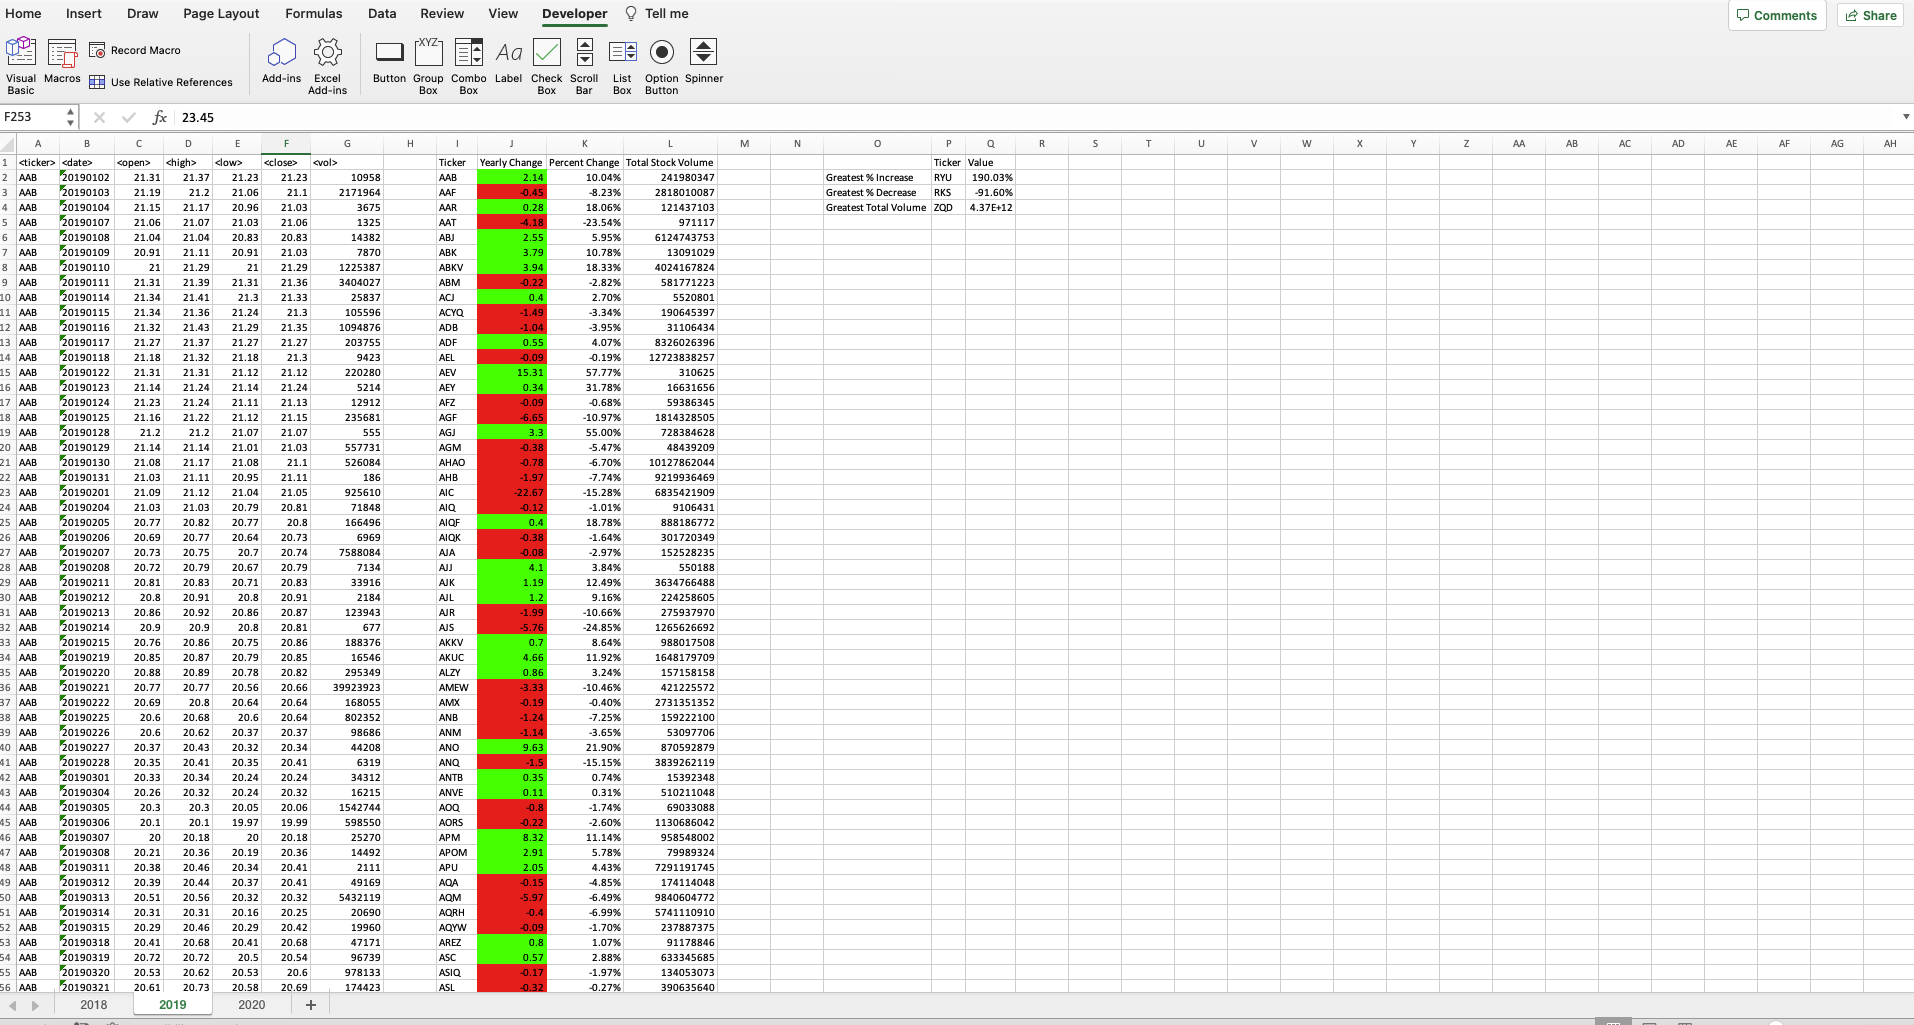 Home Insert Draw Page Layout Formulas Data Review View Developer Tell me Comments Share
Visual Basic Macros Record Macro Use Relative References Add-ins Excel Add-ins Button Group Box Combo Box Label Check Box Scroll Bar List Box Option Button Spinner
XYZ Aa
F253 fx 23.45
A B C D E F G H I J K L M N O P Q R S T U V W X Y Z AA AB AC AD AE AF AG AH
1 <ticker> <date> <open> <high> <low> <close> <vol> Ticker Yearly Change Percent Change Total Stock Volume Ticker Value
2 AAB 20190102 21.31 21.37 21.23 21.23 10958 AAB 2.14 10.04% 241980347 Greatest % Increase RYU 190.03%
3 AAB 20190103 21.19 21.2 21.06 21.1 2171964 AAF -0.45 -8.23% 2818010087 Greatest % Decrease RKS -91.60%
4 AAB 20190104 21.15 21.17 20.96 21.03 3675 AAR 0.28 18.06% 121437103 Greatest Total Volume ZQD 4.37E+12
5 AAB 20190107 21.06 21.07 21.03 21.06 1325 AAT -4.18 -23.54% 971117
6 AAB 20190108 21.04 21.04 20.83 20.83 14382 ABJ 2.55 5.95% 6124743753
7 AAB 20190109 20.91 21.11 20.91 21.03 7870 ABK 3.79 10.78% 13091029
8 AAB 20190110 21 21.29 21 21.29 1225387 ABKV 3.94 18.33% 4024167824
9 AAB 20190111 21.31 21.39 21.31 21.36 3404027 ABM -0.22 -2.82% 581771223
10 AAB 20190114 21.34 21.41 21.3 21.33 25837 ACJ 0.4 2.70% 5520801
11 AAB 20190115 21.34 21.36 21.24 21.3 105596 ACYQ -1.49 -3.34% 190645397
12 AAB 20190116 21.32 21.43 21.29 21.35 1094876 ADB -1.04 -3.95% 31106434
13 AAB 20190117 21.27 21.37 21.27 21.27 203755 ADF 0.55 4.07% 8326026396
14 AAB 20190118 21.18 21.32 21.18 21.3 9423 AEL -0.09 -0.19% 12723838257
15 AAB 20190122 21.31 21.31 21.12 21.12 220280 AEV 15.31 57.77% 310625
16 AAB 20190123 21.14 21.24 21.14 21.24 5214 AEY 0.34 31.78% 16631656
17 AAB 20190124 21.23 21.24 21.11 21.13 12912 AFZ -0.09 -0.68% 59386345
18 AAB 20190125 21.16 21.22 21.12 21.15 235681 AGF -6.65 -10.97% 1814328505
19 AAB 20190128 21.2 21.2 21.07 21.07 555 AGJ 3.3 55.00% 728384628
20 AAB 20190129 21.14 21.14 21.01 21.03 557731 AGM -0.38 -5.47% 48439209
21 AAB 20190130 21.08 21.17 21.08 21.1 526084 AHAO -0.78 -6.70% 10127862044
22 AAB 20190131 21.03 21.11 20.95 21.11 186 AHB -1.97 -7.74% 9219936469
23 AAB 20190201 21.09 21.12 21.04 21.05 925610 AIC -22.67 -15.28% 6835421909
24 AAB 20190204 21.03 21.03 20.79 20.81 71848 AIQ -0.12 -1.01% 9106431
25 AAB 20190205 20.77 20.82 20.77 20.8 166496 AIQF 0.4 18.78% 888186772
26 AAB 20190206 20.69 20.77 20.64 20.73 6969 AIQK -0.38 -1.64% 301720349
27 AAB 20190207 20.73 20.75 20.7 20.74 7588084 AJA -0.08 -2.97% 152528235
28 AAB 20190208 20.72 20.79 20.67 20.79 7134 AJJ 4.1 3.84% 550188
29 AAB 20190211 20.81 20.83 20.71 20.83 33916 AJK 1.19 12.49% 3634766488
30 AAB 20190212 20.8 20.91 20.8 20.91 2184 AJL 1.2 9.16% 224258605
31 AAB 20190213 20.86 20.92 20.86 20.87 123943 AJR -1.99 -10.66% 275937970
32 AAB 20190214 20.9 20.9 20.8 20.81 677 AJS -5.76 -24.85% 1265626692
33 AAB 20190215 20.76 20.86 20.75 20.86 188376 AKKV 0.7 8.64% 988017508
34 AAB 20190219 20.85 20.87 20.79 20.85 16546 AKUC 4.66 11.92% 1648179709
35 AAB 20190220 20.88 20.89 20.78 20.82 295349 ALZY 0.86 3.24% 157158158
36 AAB 20190221 20.77 20.77 20.56 20.66 39923923 AMEW -3.33 -10.46% 421225572
37 AAB 20190222 20.69 20.8 20.64 20.64 168055 AMX -0.19 -0.40% 2731351352
38 AAB 20190225 20.6 20.68 20.6 20.64 802352 ANB -1.24 -7.25% 159222100
39 AAB 20190226 20.6 20.62 20.37 20.37 98686 ANM -1.14 -3.65% 53097706
40 AAB 20190227 20.37 20.43 20.32 20.34 44208 ANO 9.63 21.90% 870592879
41 AAB 20190228 20.35 20.41 20.35 20.41 6319 ANQ -1.5 -15.15% 3839262119
42 AAB 20190301 20.33 20.34 20.24 20.24 34312 ANTB 0.35 0.74% 15392348
43 AAB 20190304 20.26 20.32 20.24 20.32 16215 ANVE 0.11 0.31% 510211048
44 AAB 20190305 20.3 20.3 20.05 20.06 1542744 AOQ -0.8 -1.74% 69033088
45 AAB 20190306 20.1 20.1 19.97 19.99 598550 AORS -0.22 -2.60% 1130686042
46 AAB 20190307 20 20.18 20 20.18 25270 APM 8.32 11.14% 958548002
47 AAB 20190308 20.21 20.36 20.19 20.36 14492 APOM 2.91 5.78% 79989324
48 AAB 20190311 20.38 20.46 20.34 20.41 2111 APU 2.05 4.43% 7291191745
49 AAB 20190312 20.39 20.44 20.37 20.41 49169 AQA -0.15 -4.85% 174114048
50 AAB 20190313 20.51 20.56 20.32 20.32 5432119 AQM -5.97 -6.49% 9840604772
51 AAB 20190314 20.31 20.31 20.16 20.25 20690 AQRH -0.4 -6.99% 5741110910
52 AAB 20190315 20.29 20.46 20.29 20.42 19960 AQYW -0.09 -1.70% 237887375
53 AAB 20190318 20.41 20.68 20.41 20.68 47171 AREZ 0.8 1.07% 91178846
54 AAB 20190319 20.72 20.72 20.5 20.54 96739 ASC 0.57 2.88% 633345685
55 AAB 20190320 20.53 20.62 20.53 20.6 978133 ASIQ -0.17 -1.97% 134053073
56 AAB 20190321 20.61 20.73 20.58 20.69 174423 ASL -0.32 -0.27% 390635640
2018 2019 2020 +